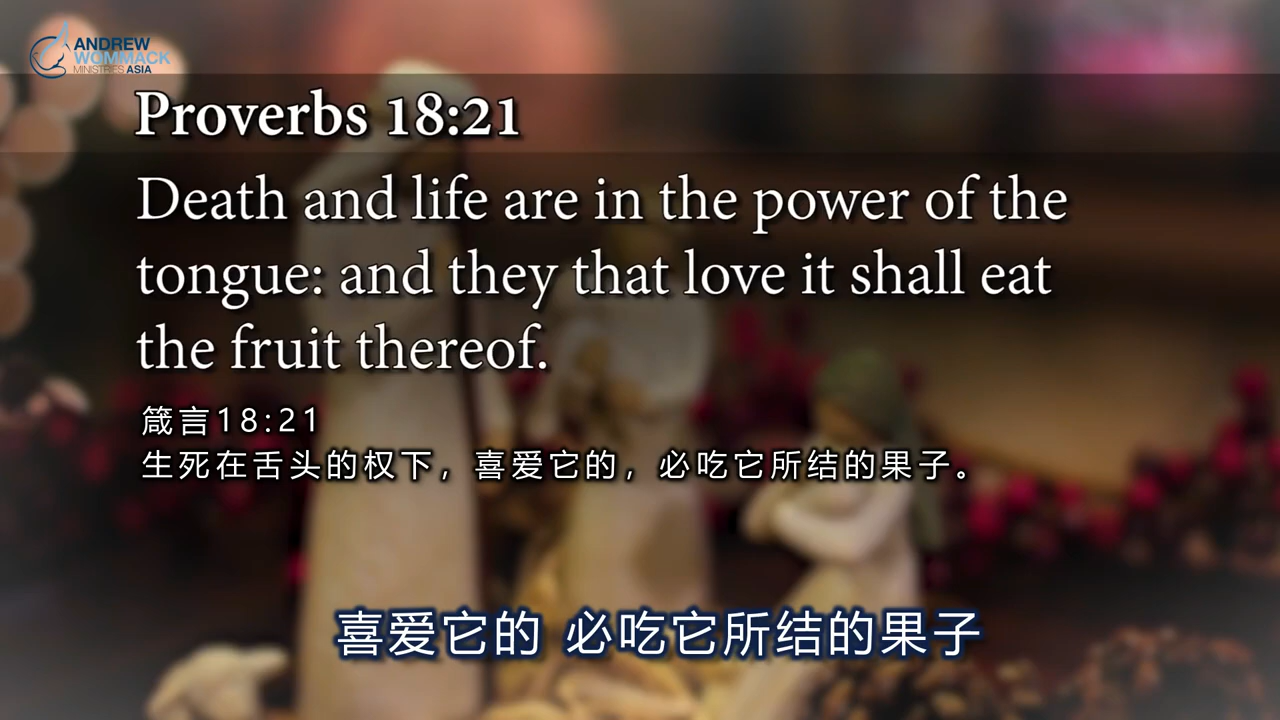 ANDREW
WOMMACK
MINISTRIES ASIA
Proverbs 18:21
Death and life are in the power of the
tongue: and they that love it shall eat
the fruit thereof.
箴言18:21
生死在舌头的权下，喜爱它的，必吃它所结的果子。
喜爱它的 必吃它所结的果子